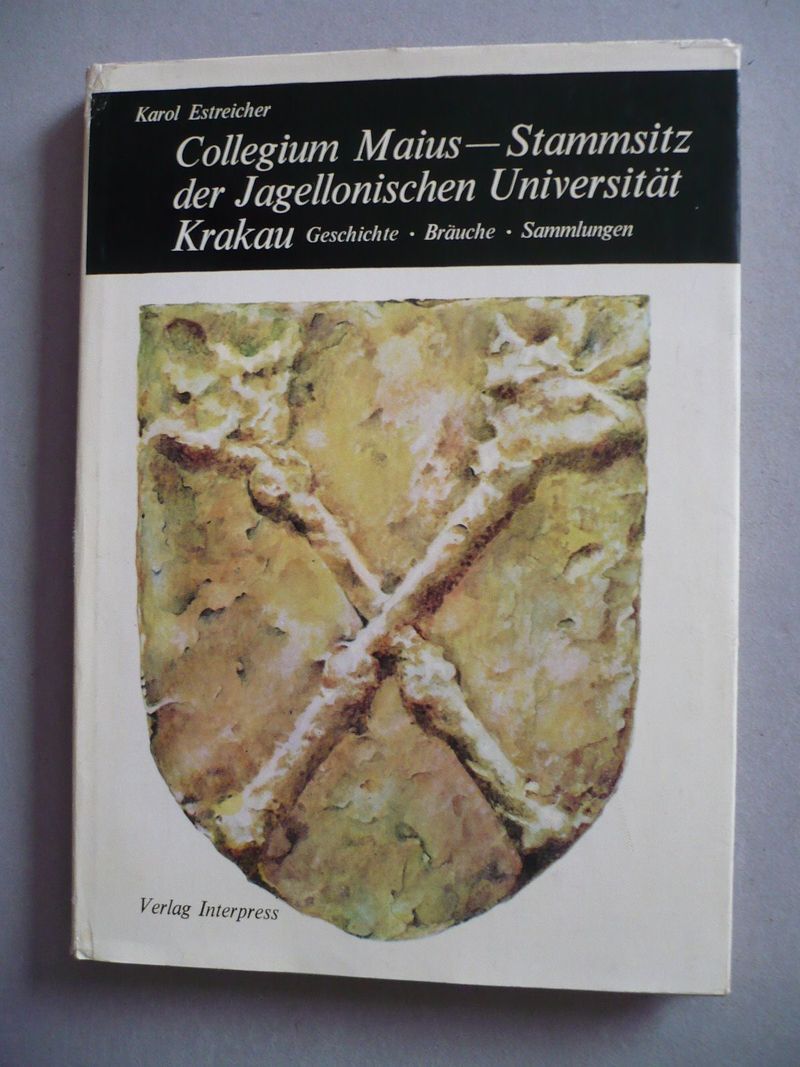 Karol Estreicher
Collegium Maius — Stammsitz
der Jagellonischen Universität
Krakau Geschichte · Bräuche · Sammlungen
Verlag Interpress